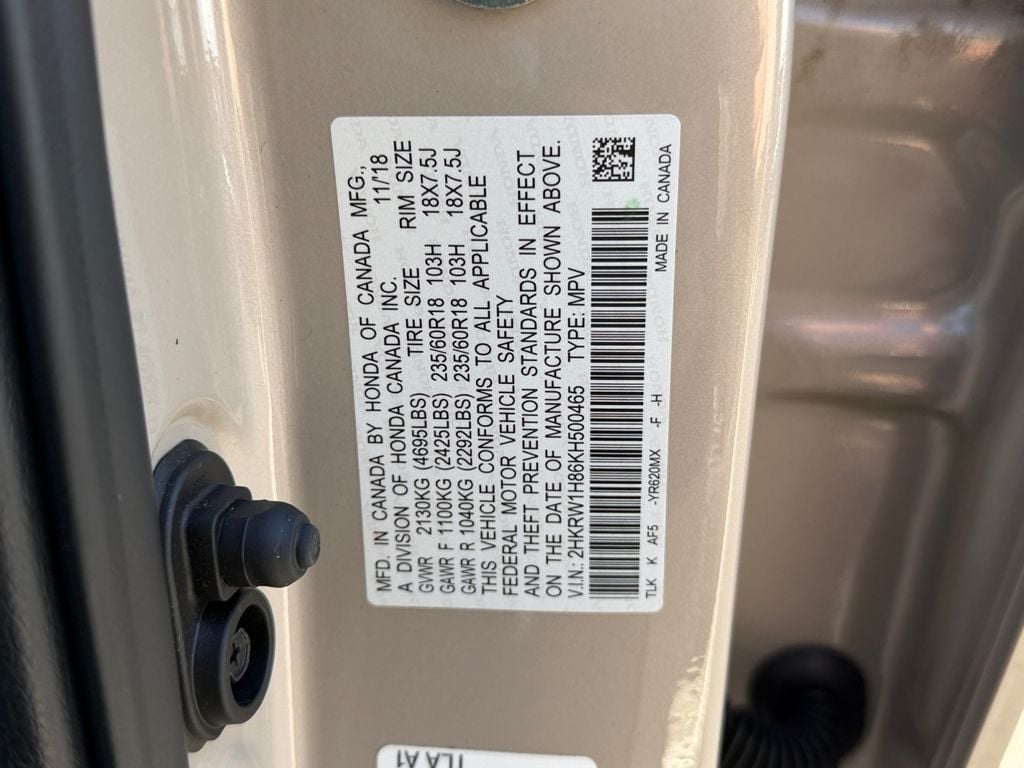 MFD. IN CANADA BY HONDA OF CANADA MFG.,
A DIVISION OF HONDA CANADA INC. 11/18
GVWR 2130KG (4695LBS) TIRE SIZE RIM SIZE
GAWR F 1100KG (2425LBS) 235/60R18 103H 18X7.5J
GAWR R 1040KG (2292LBS) 235/60R18 103H 18X7.5J
THIS VEHICLE CONFORMS TO ALL APPLICABLE
FEDERAL MOTOR VEHICLE SAFETY
AND THEFT PREVENTION STANDARDS IN EFFECT
ON THE DATE OF MANUFACTURE SHOWN ABOVE.
V.I.N.: 2HKRW1H86KH500465 TYPE: MPV
TLK K AF5 -YR620MX -F -H MADE IN CANADA